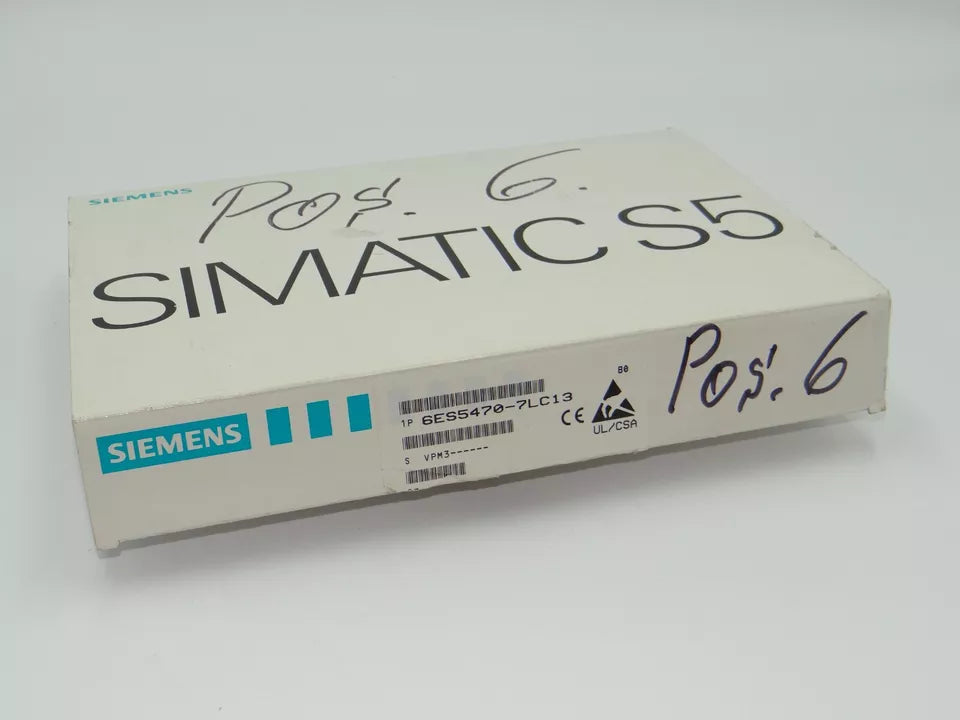 SIEMENS
Pos. 6.
SIMATIC S5
SIEMENS
1P 6ES5470-7LC13
S VPM3------
B0
CE
UL/CSA
Pos. 6